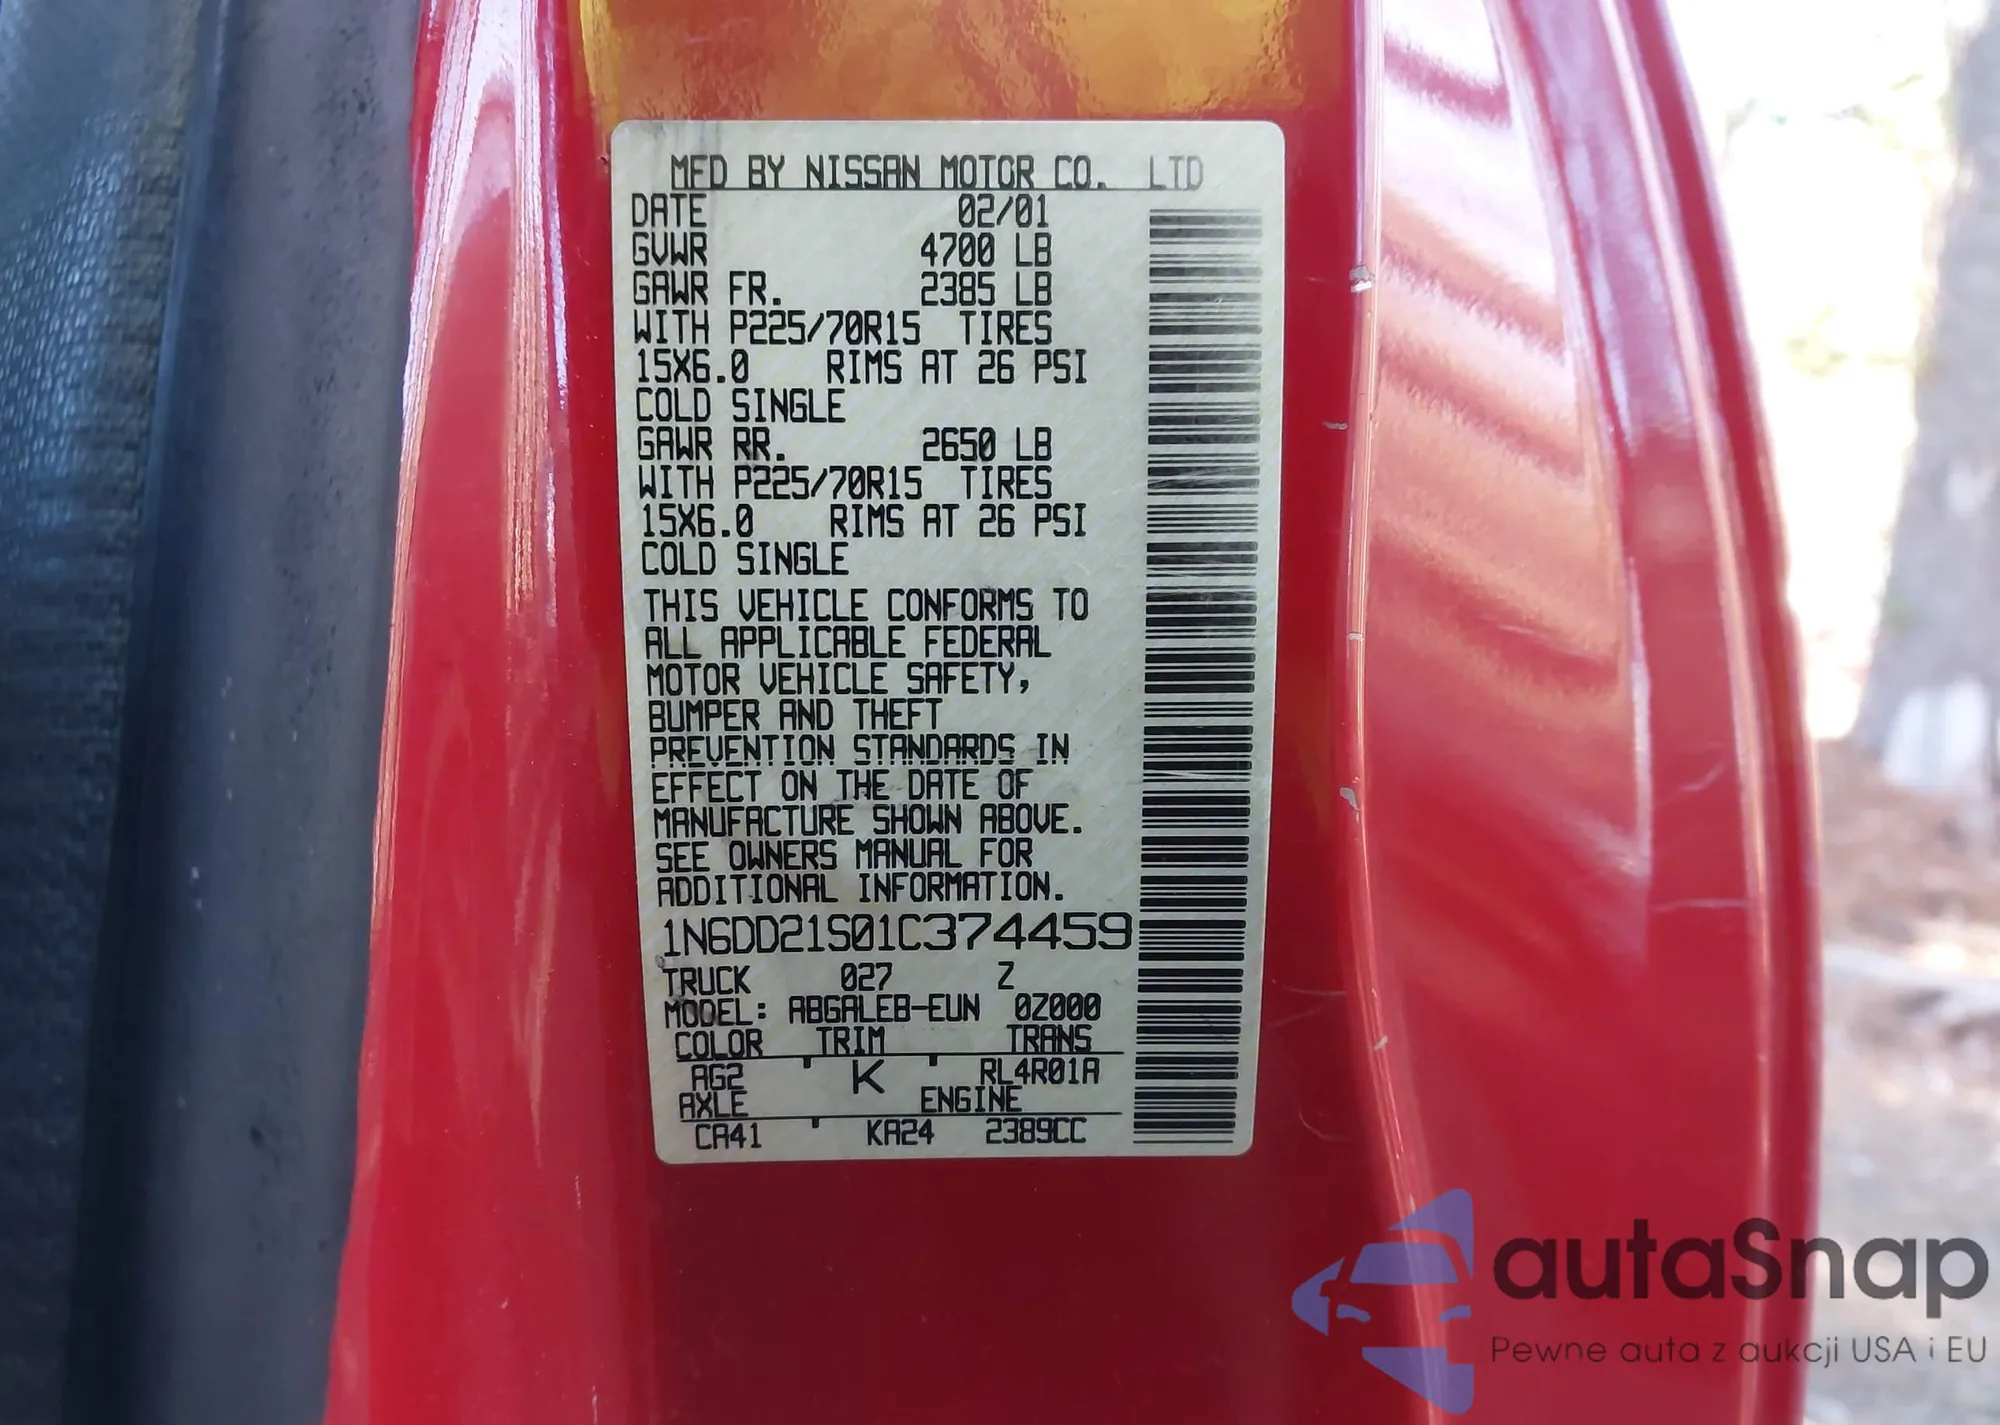 MFD BY NISSAN MOTOR CO. LTD
DATE 02/01
GVWR 4700 LB
GAWR FR. 2385 LB
WITH P225/70R15 TIRES
15X6.0 RIMS AT 26 PSI
COLD SINGLE
GAWR RR. 2650 LB
WITH P225/70R15 TIRES
15X6.0 RIMS AT 26 PSI
COLD SINGLE
THIS VEHICLE CONFORMS TO
ALL APPLICABLE FEDERAL
MOTOR VEHICLE SAFETY,
BUMPER AND THEFT
PREVENTION STANDARDS IN
EFFECT ON THE DATE OF
MANUFACTURE SHOWN ABOVE.
SEE OWNERS MANUAL FOR
ADDITIONAL INFORMATION.
1N6DD21S01C374459
TRUCK 027 Z
MODEL: ABGALEB-EUN 0Z000
COLOR TRIM TRANS
AG2 K RL4R01A
AXLE ENGINE
CA41 KA24 2389CC
autaSnap
Pewne auta z aukcji USA i EU